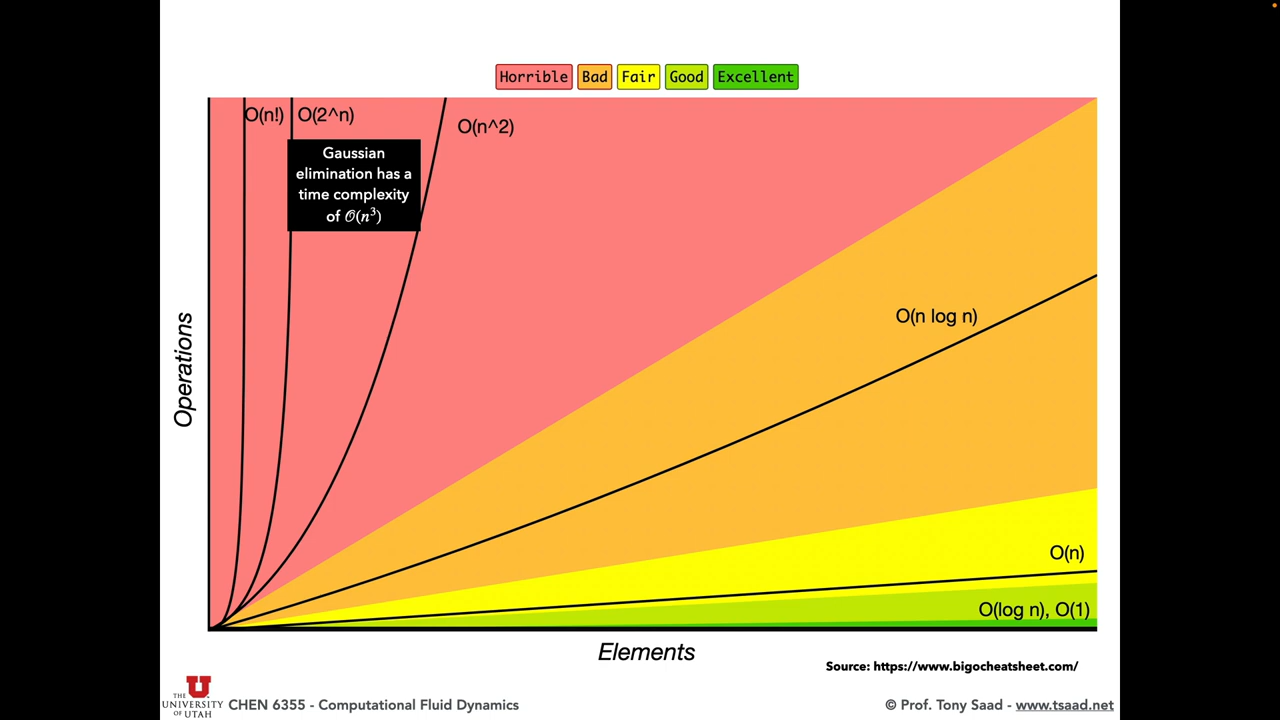 Horrible Bad Fair Good Excellent
O(n!) O(2^n)
O(n^2)
Gaussian
elimination has a
time complexity
of 𝒪(n³)
O(n log n)
Operations
O(n)
O(log n), O(1)
Elements
Source: https://www.bigocheatsheet.com/
THE
UNIVERSITY
OF UTAH
U
CHEN 6355 - Computational Fluid Dynamics
© Prof. Tony Saad - www.tsaad.net